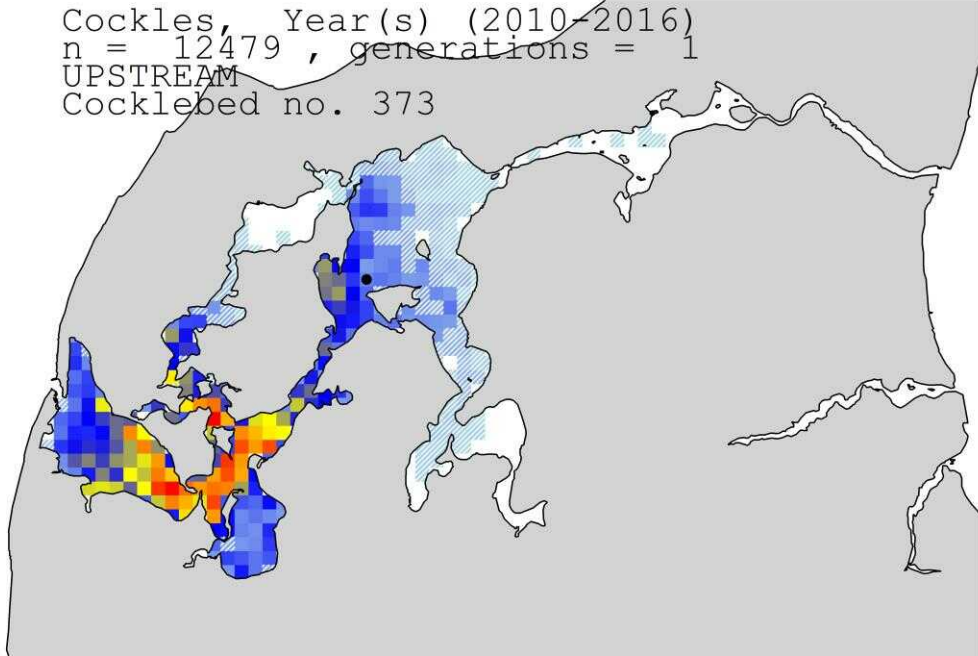 Cockles, Year(s) (2010-2016)
n = 12479 , generations = 1
UPSTREAM
Cocklebed no. 373